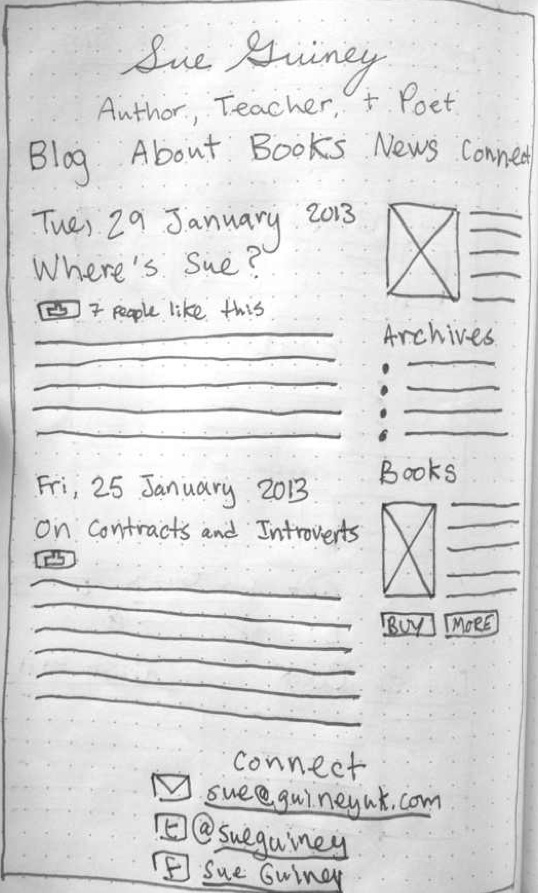 Sue Guiney
Author, Teacher, + Poet
Blog About Books News Connect
Tues 29 January 2013
Where's Sue?
7 people like this
Fri, 25 January 2013
On Contracts and Introverts
Archives
Books
BUY MORE
Connect
sue@guineyuk.com
t @sueguiney
f Sue Guiney